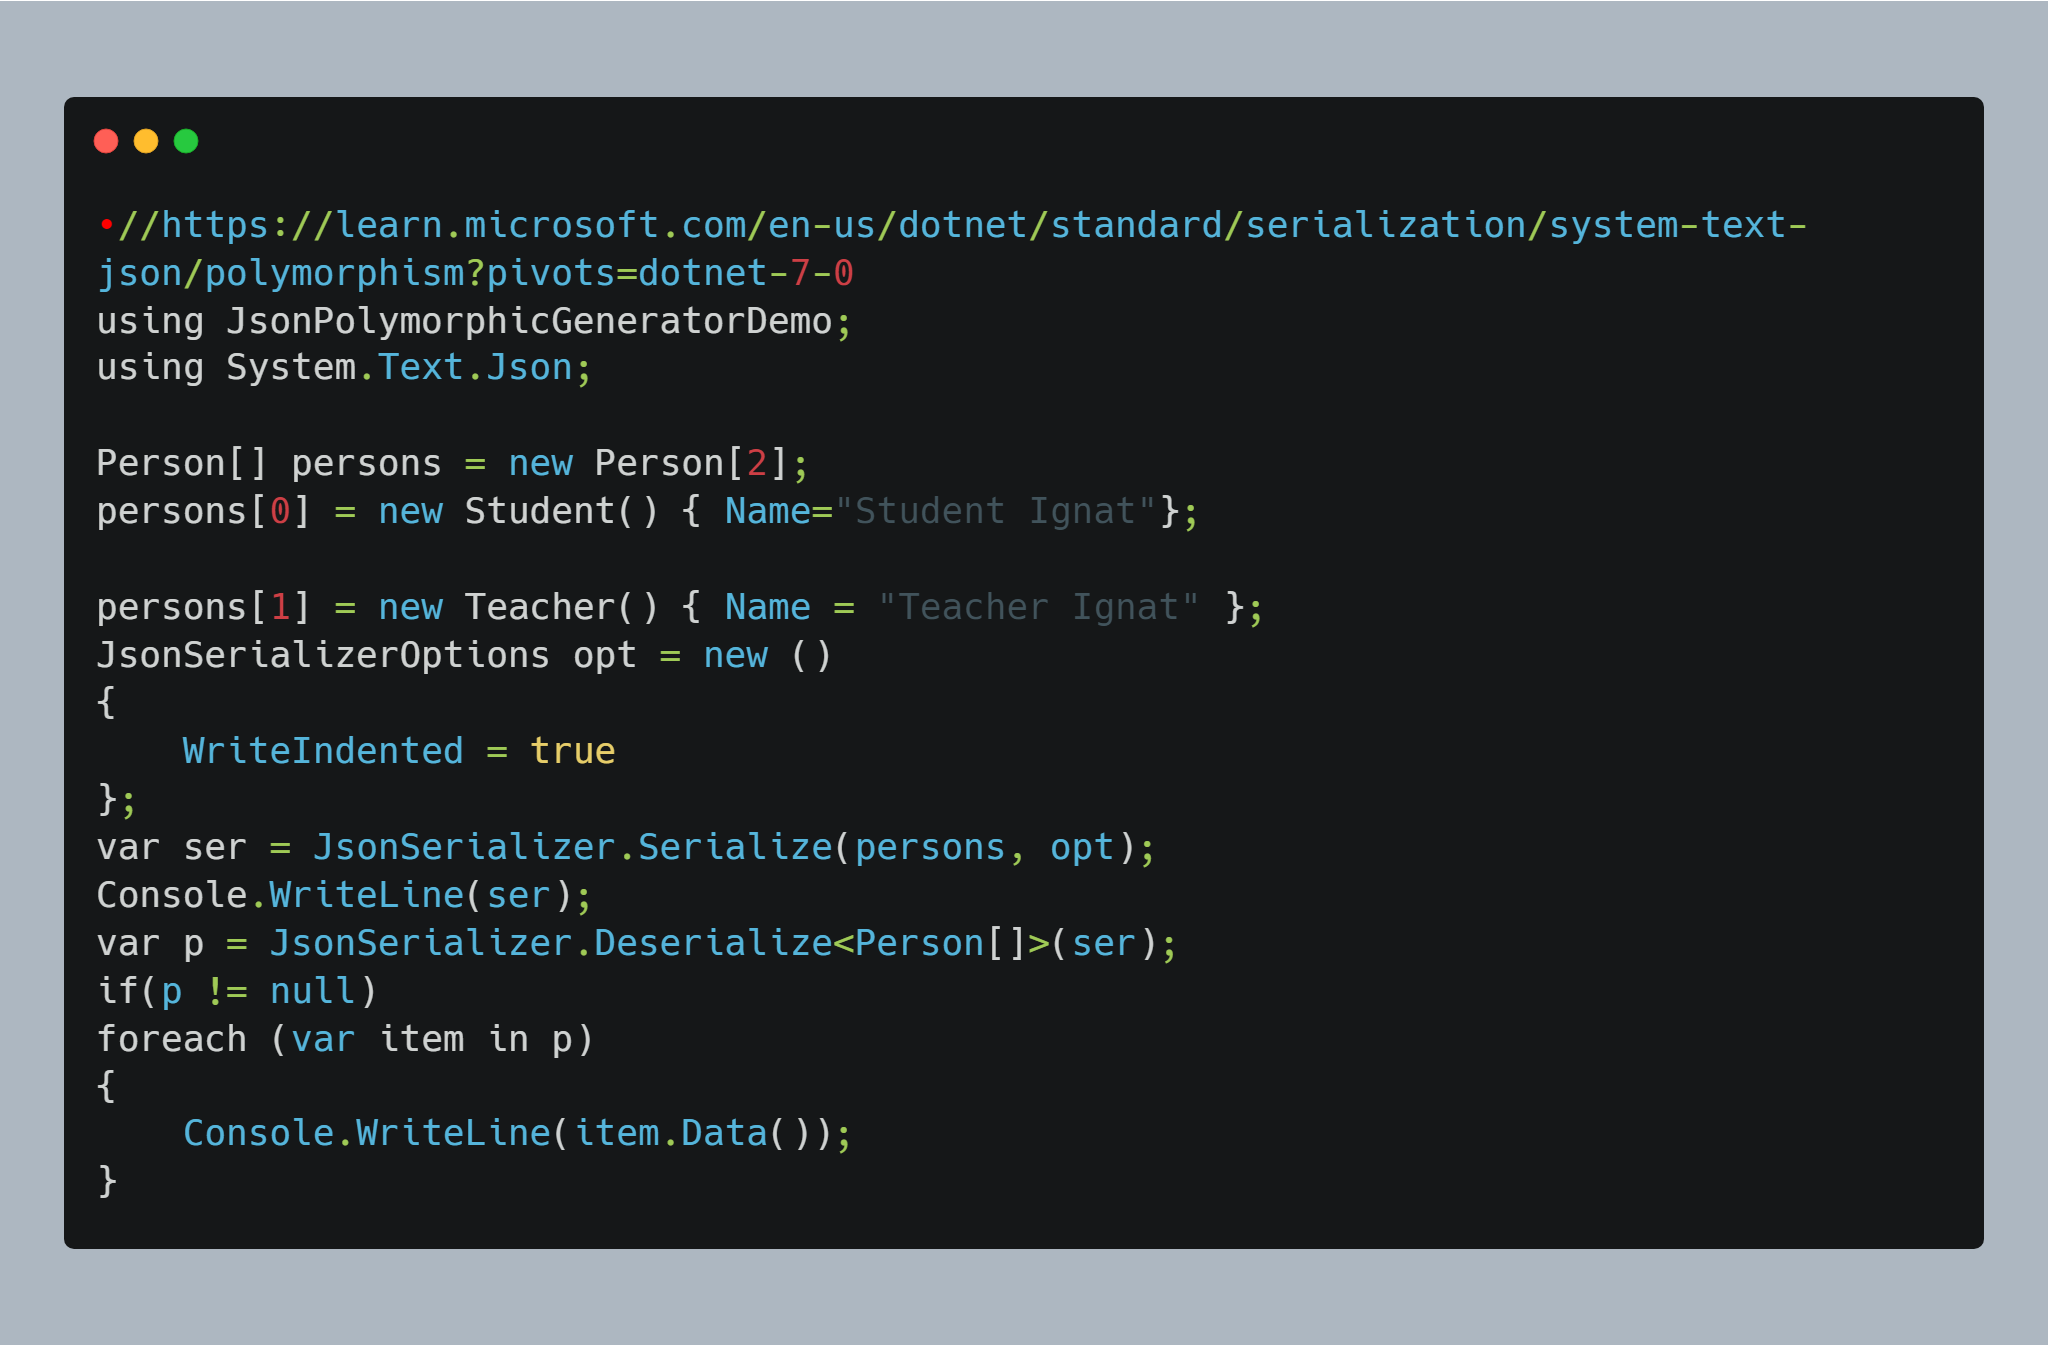 •//https://learn.microsoft.com/en-us/dotnet/standard/serialization/system-text-
json/polymorphism?pivots=dotnet-7-0
using JsonPolymorphicGeneratorDemo;
using System.Text.Json;
Person[] persons = new Person[2];
persons[0] = new Student() { Name="Student Ignat"};
persons[1] = new Teacher() { Name = "Teacher Ignat" };
JsonSerializerOptions opt = new ()
{
    WriteIndented = true
};
var ser = JsonSerializer.Serialize(persons, opt);
Console.WriteLine(ser);
var p = JsonSerializer.Deserialize<Person[]>(ser);
if(p != null)
foreach (var item in p)
{
    Console.WriteLine(item.Data());
}